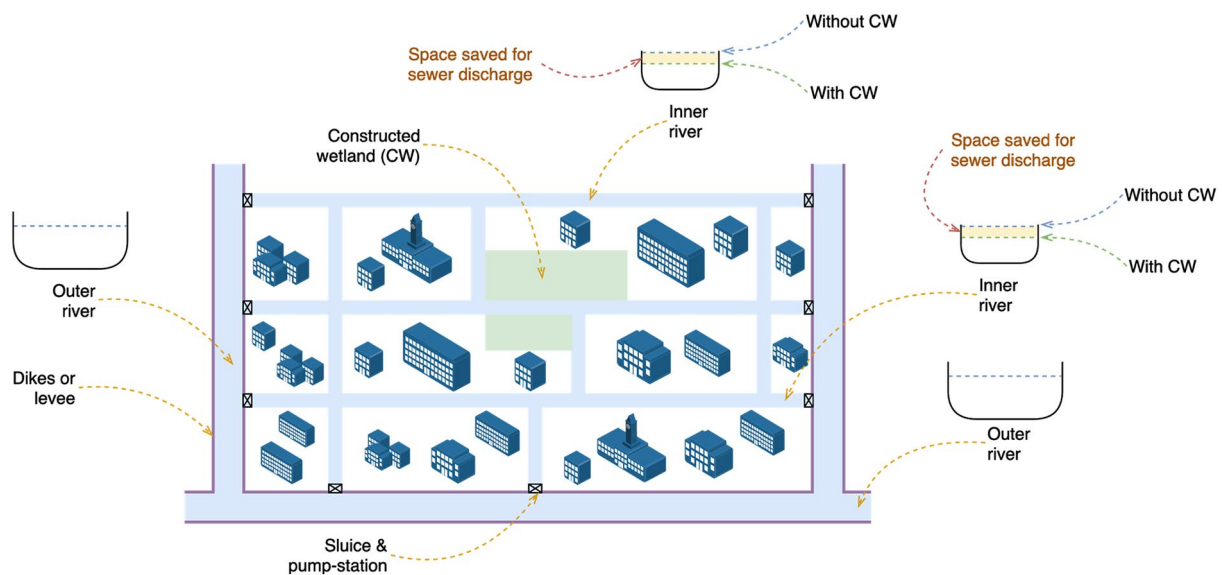 Without CW
Space saved for
sewer discharge
With CW
Inner
river
Constructed
wetland (CW)
Space saved for
sewer discharge
Without CW
With CW
Inner
river
Outer
river
Dikes or
levee
Outer
river
Sluice &
pump-station